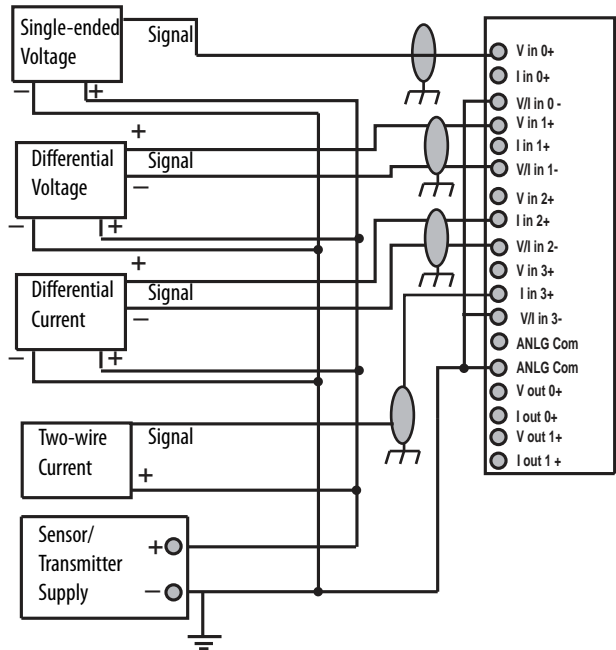 Single-ended
Voltage
Signal
− +
+
Differential
Voltage
Signal
−
− +
+
Differential
Current
Signal
−
− +
Two-wire
Current
Signal
+
Sensor/
Transmitter
Supply
+
−
V in 0+
I in 0+
V/I in 0 -
V in 1+
I in 1+
V/I in 1-
V in 2+
I in 2+
V/I in 2-
V in 3+
I in 3+
V/I in 3-
ANLG Com
ANLG Com
V out 0+
I out 0+
V out 1+
I out 1 +